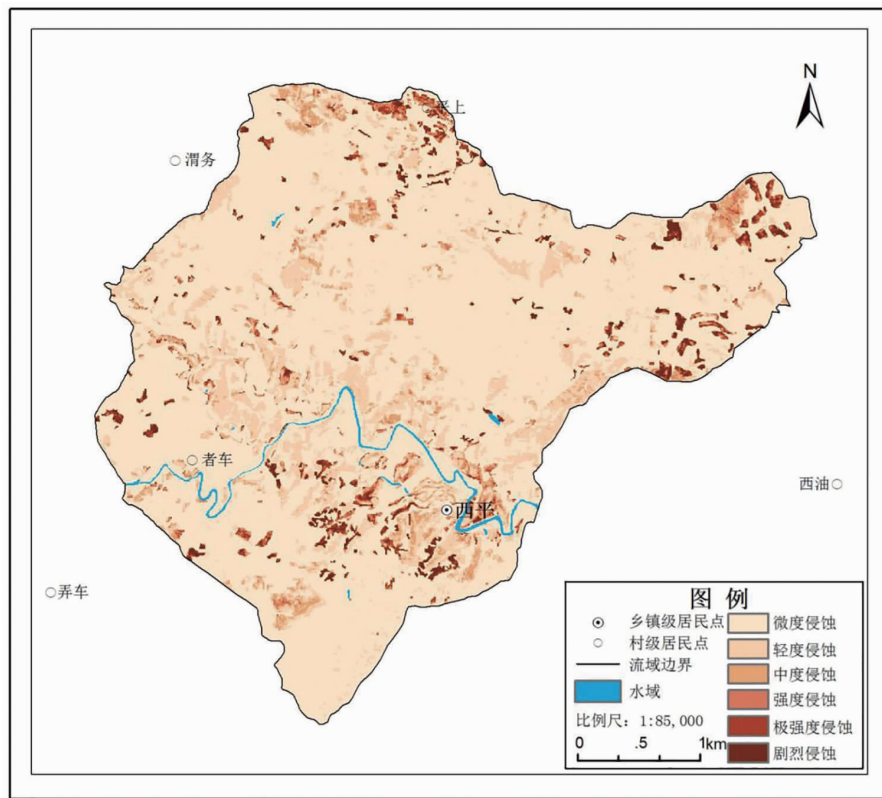 N
上
渭务
者车
西油
西平
弄车
图 例
乡镇级居民点
村级居民点
流域边界
水域
比例尺: 1:85,000
0 .5 1km
微度侵蚀
轻度侵蚀
中度侵蚀
强度侵蚀
极强度侵蚀
剧烈侵蚀